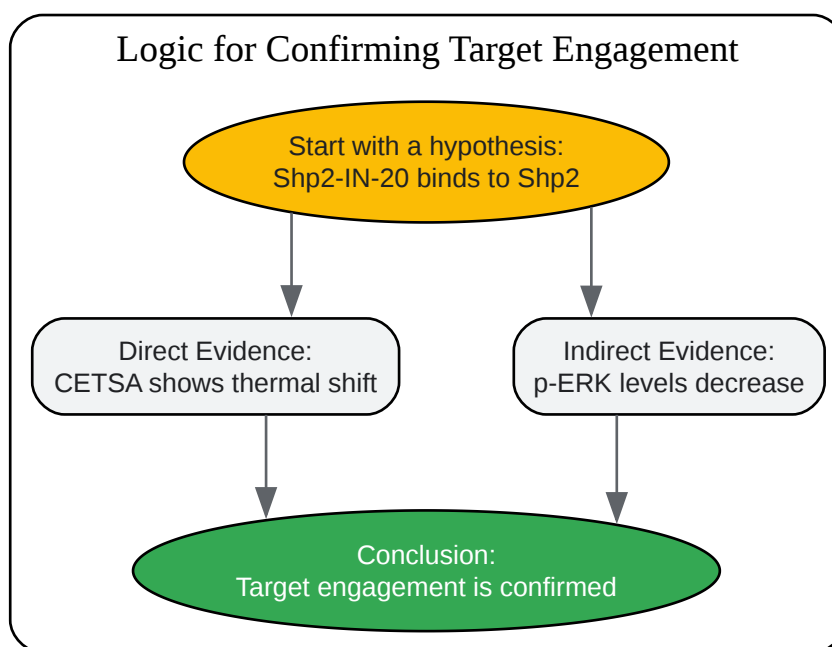 Logic for Confirming Target Engagement
Start with a hypothesis:
Shp2-IN-20 binds to Shp2
Direct Evidence:
CETSA shows thermal shift
Indirect Evidence:
p-ERK levels decrease
Conclusion:
Target engagement is confirmed